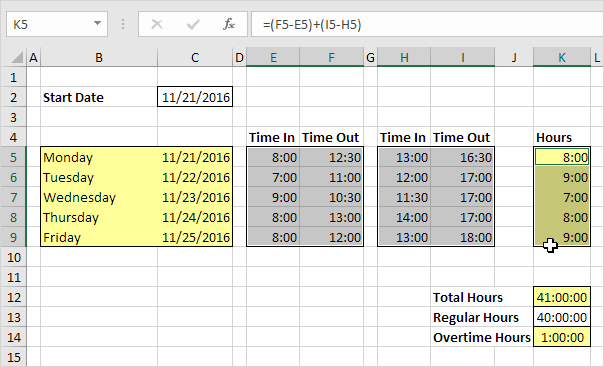 K5 fx =(F5-E5)+(I5-H5)
A B C D E F G H I J K L
1
2 Start Date 11/21/2016
3
4 Time In Time Out Time In Time Out Hours
5 Monday 11/21/2016 8:00 12:30 13:00 16:30 8:00
6 Tuesday 11/22/2016 7:00 11:00 12:00 17:00 9:00
7 Wednesday 11/23/2016 9:00 10:30 11:30 17:00 7:00
8 Thursday 11/24/2016 8:00 13:00 14:00 17:00 8:00
9 Friday 11/25/2016 8:00 12:00 13:00 18:00 9:00
10
11
12 Total Hours 41:00:00
13 Regular Hours 40:00:00
14 Overtime Hours 1:00:00
15